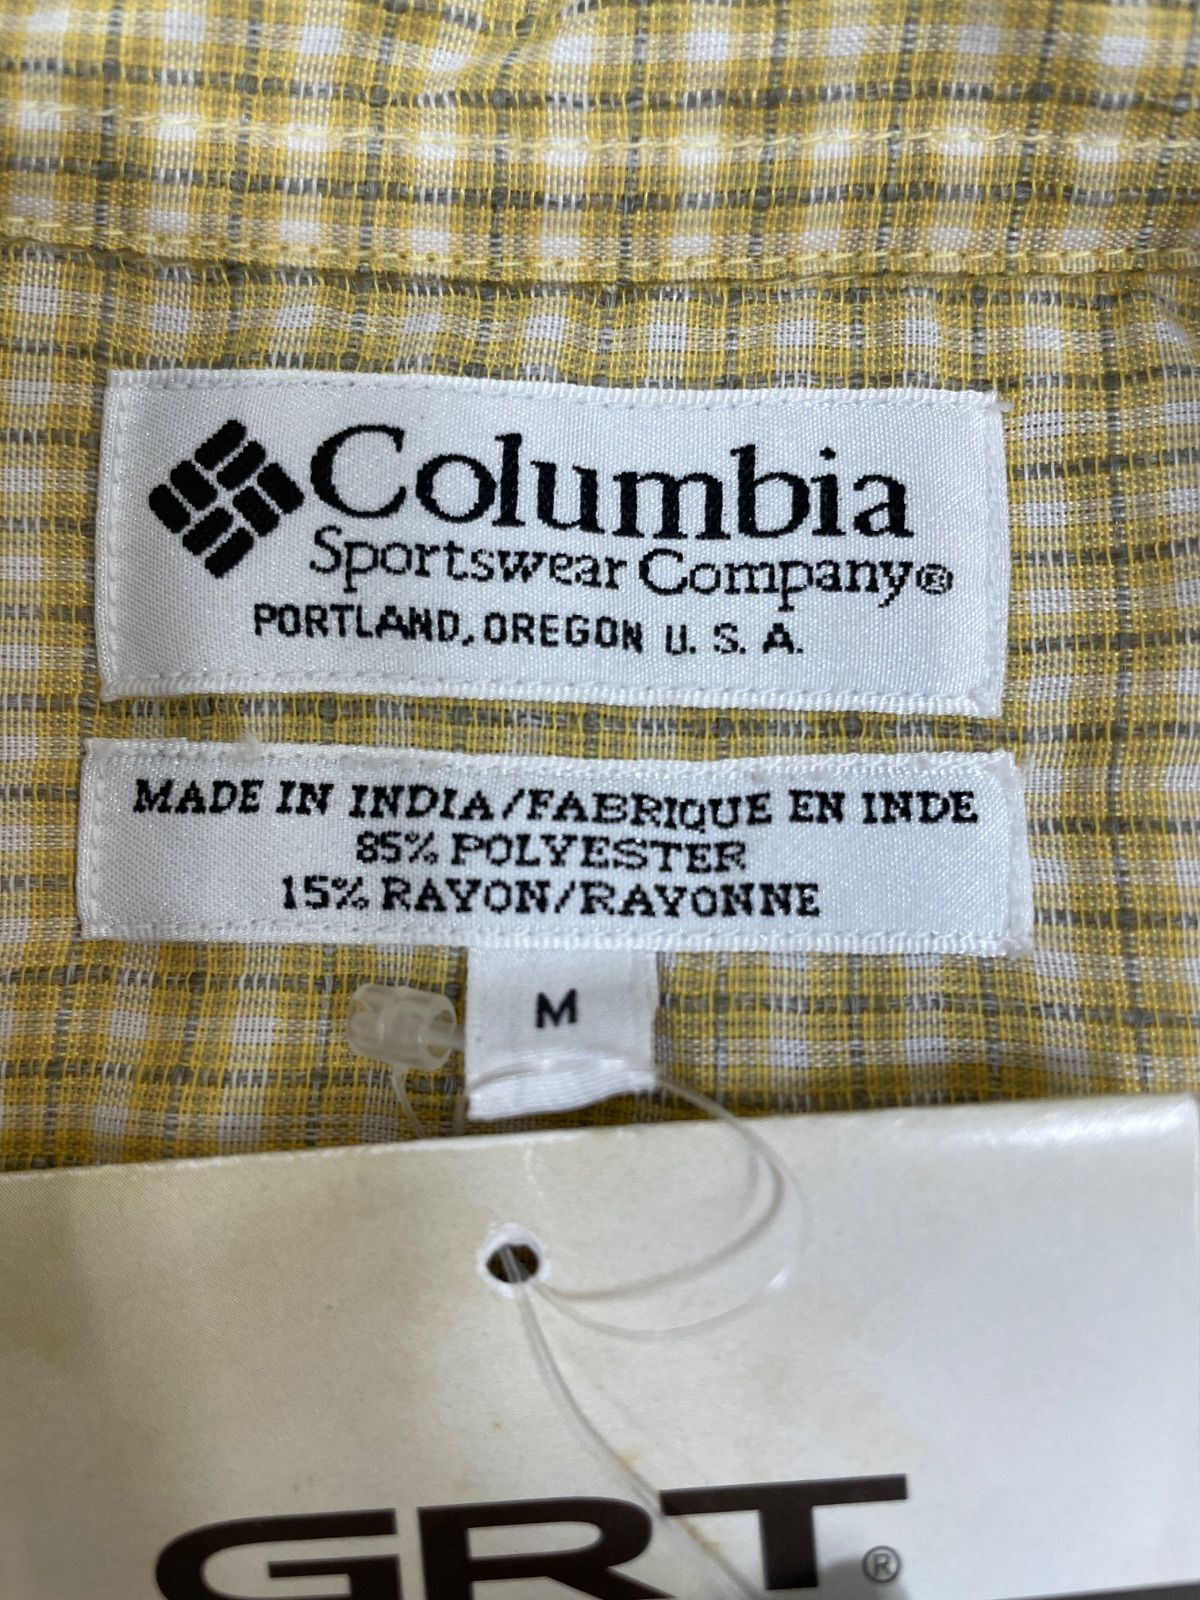 Columbia
Sportswear Company®
PORTLAND, OREGON U. S. A.
MADE IN INDIA/FABRIQUE EN INDE
85% POLYESTER
15% RAYON/RAYONNE
M
GRT®